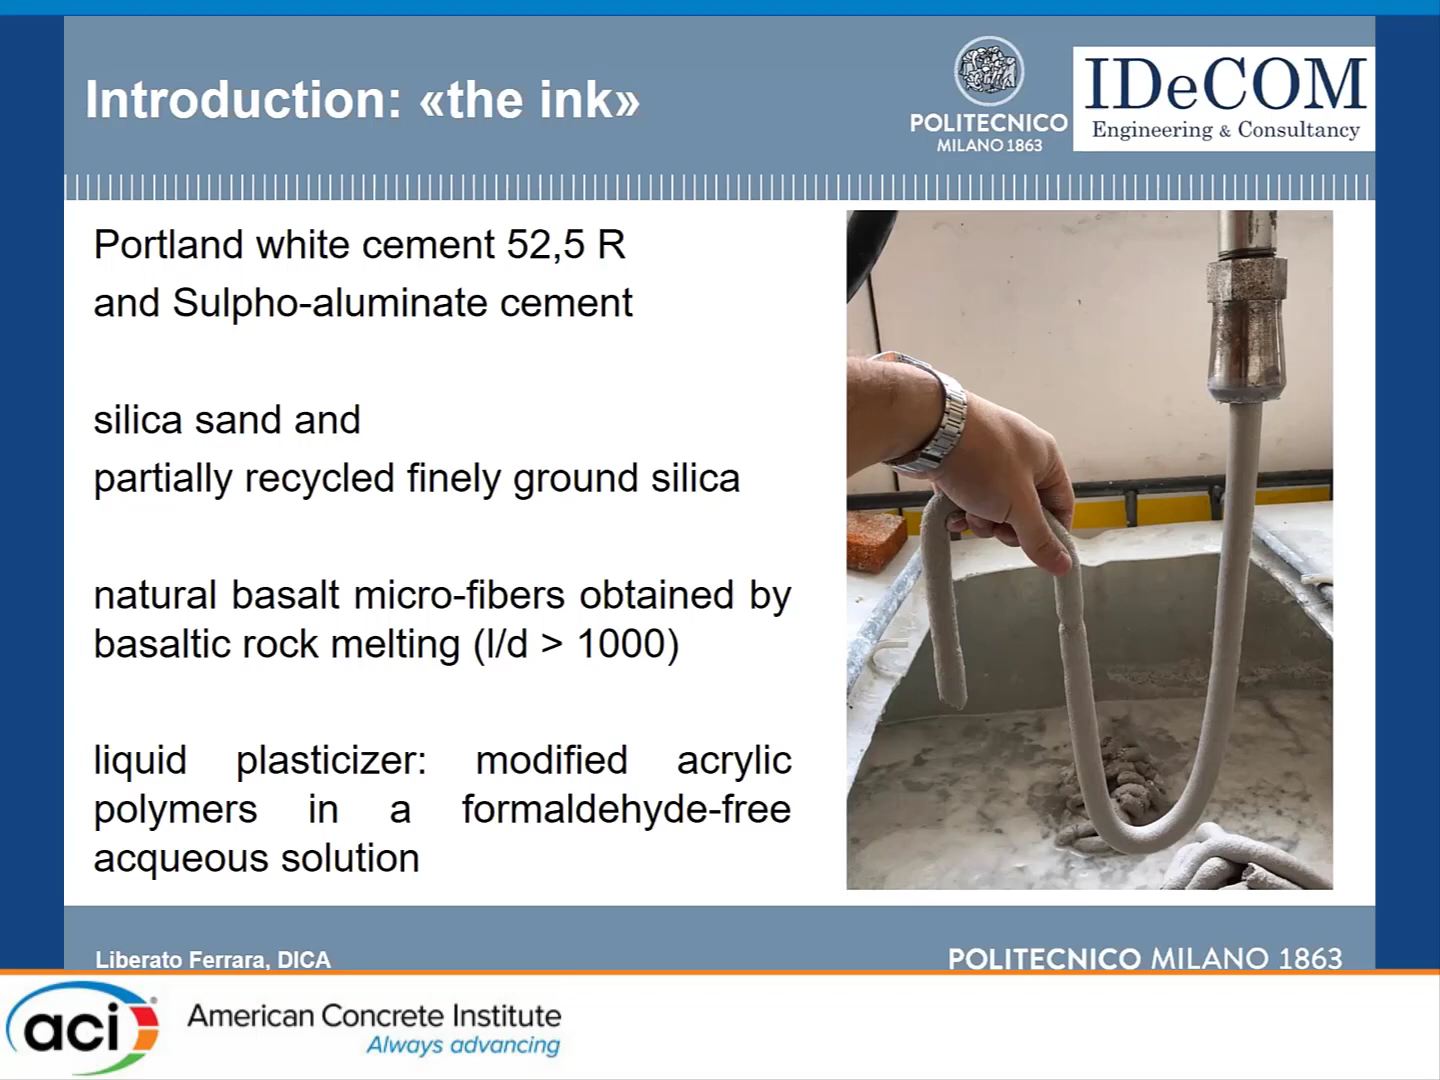 Introduction: «the ink»
POLITECNICO
MILANO 1863
IDeCOM
Engineering & Consultancy
Portland white cement 52,5 R
and Sulpho-aluminate cement
silica sand and
partially recycled finely ground silica
natural basalt micro-fibers obtained by
basaltic rock melting (l/d > 1000)
liquid plasticizer: modified acrylic
polymers in a formaldehyde-free
acqueous solution
Liberato Ferrara, DICA
POLITECNICO MILANO 1863
aci
®
American Concrete Institute
Always advancing